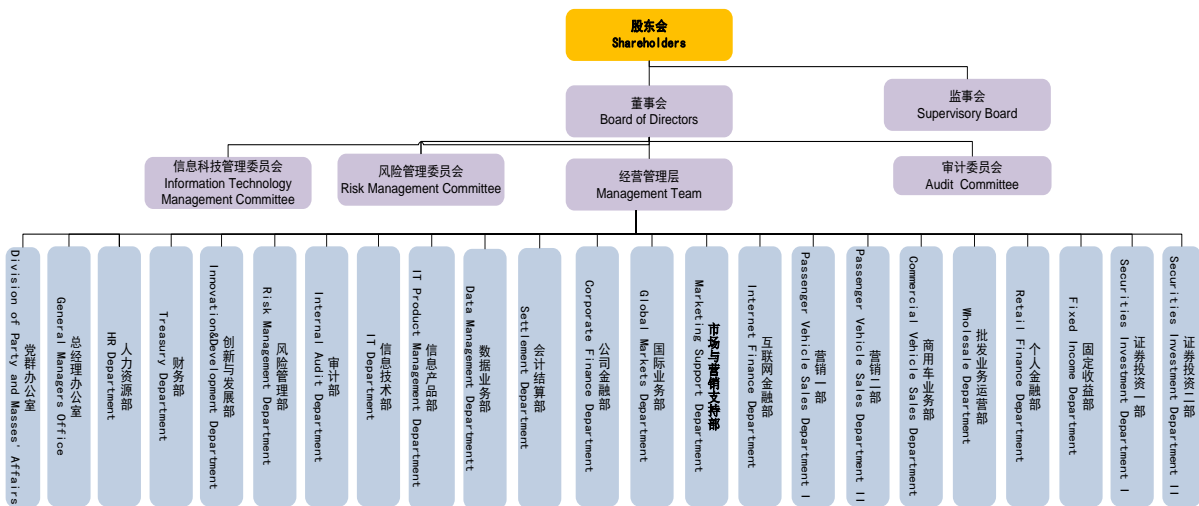 股东会
Shareholders
董事会
Board of Directors
监事会
Supervisory Board
信息科技管理委员会
Information Technology
Management Committee
风险管理委员会
Risk Management Committee
经营管理层
Management Team
审计委员会
Audit Committee
党群办公室
Division of Party and Masses' Affairs
总经理办公室
General Managers Office
人力资源部
HR Department
财务部
Treasury Department
创新与发展部
Innovation&Development Department
风险管理部
Risk Management Department
审计部
Internal Audit Department
信息技术部
IT Department
信息产品部
IT Product Management Department
数据业务部
Data Management Departmentt
会计结算部
Settlement Department
公司金融部
Corporate Finance Department
国际业务部
Global Markets Department
市场与营销支持部
Marketing Support Department
互联网金融部
Internet Finance Department
营销一部
Passenger Vehicle Sales Department I
营销二部
Passenger Vehicle Sales Department II
商用车业务部
Commercial Vehicle Sales Department
批发业务运营部
Wholesale Department
个人金融部
Retail Finance Department
固定收益部
Fixed Income Department
证券投资一部
Securities Investment Department I
证券投资二部
Securities Investment Department II